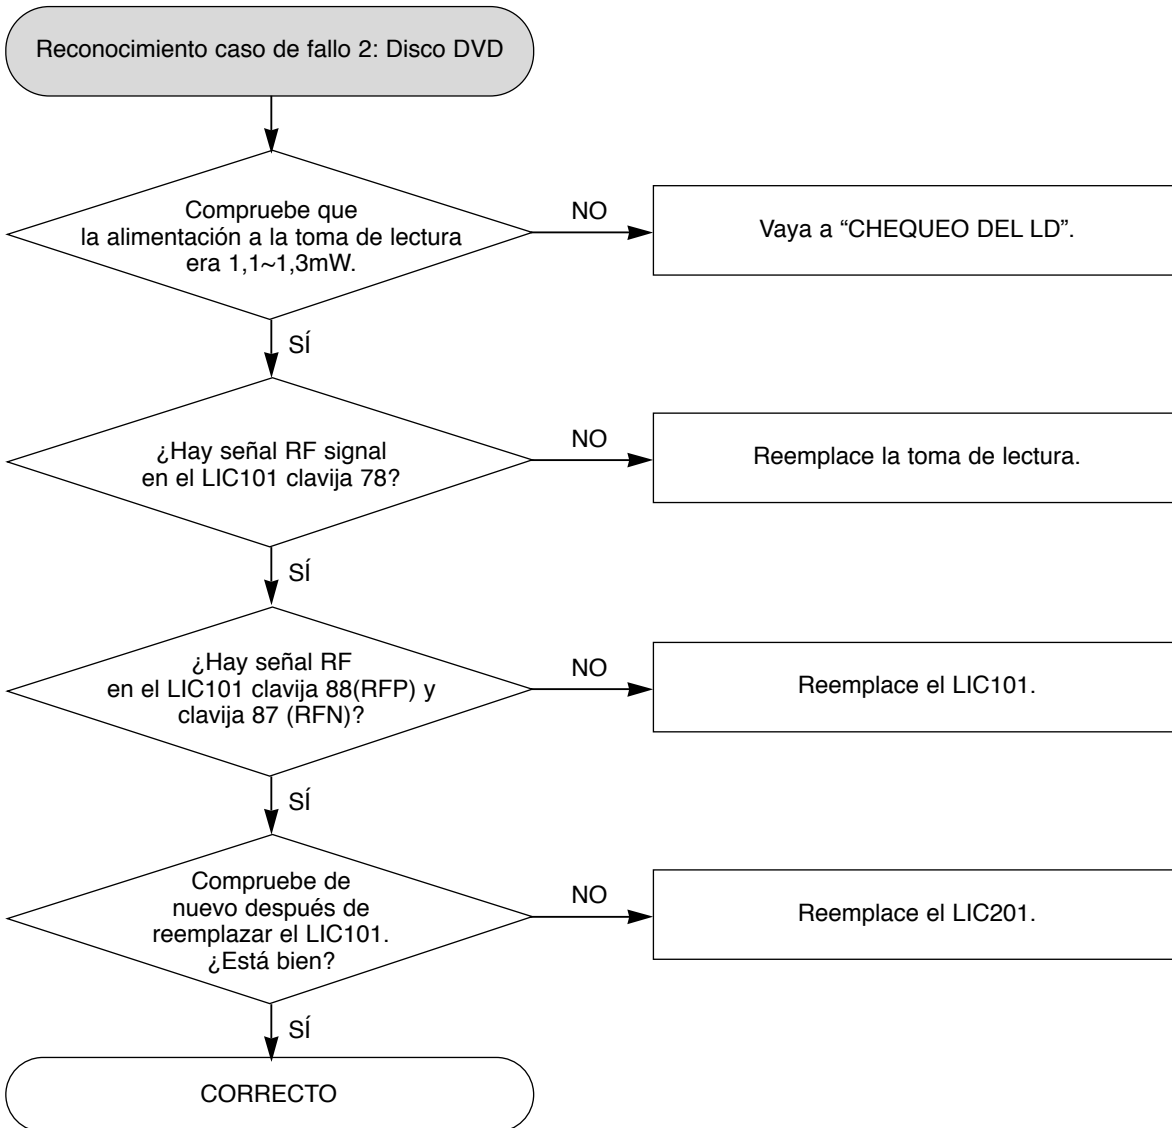 Reconocimiento caso de fallo 2: Disco DVD
Compruebe que
la alimentación a la toma de lectura
era 1,1~1,3mW.
NO
Vaya a “CHEQUEO DEL LD”.
SÍ
¿Hay señal RF signal
en el LIC101 clavija 78?
NO
Reemplace la toma de lectura.
SÍ
¿Hay señal RF
en el LIC101 clavija 88(RFP) y
clavija 87 (RFN)?
NO
Reemplace el LIC101.
SÍ
Compruebe de
nuevo después de
reemplazar el LIC101.
¿Está bien?
NO
Reemplace el LIC201.
SÍ
CORRECTO